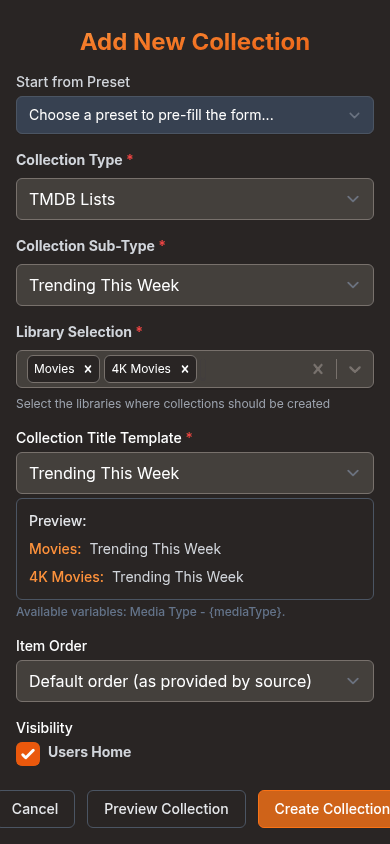 Add New Collection
Start from Preset
Choose a preset to pre-fill the form...
Collection Type *
TMDB Lists
Collection Sub-Type *
Trending This Week
Library Selection *
Movies × 4K Movies ×
Select the libraries where collections should be created
Collection Title Template *
Trending This Week
Preview:
Movies: Trending This Week
4K Movies: Trending This Week
Available variables: Media Type - {mediaType}.
Item Order
Default order (as provided by source)
Visibility
Users Home
Cancel Preview Collection Create Collection